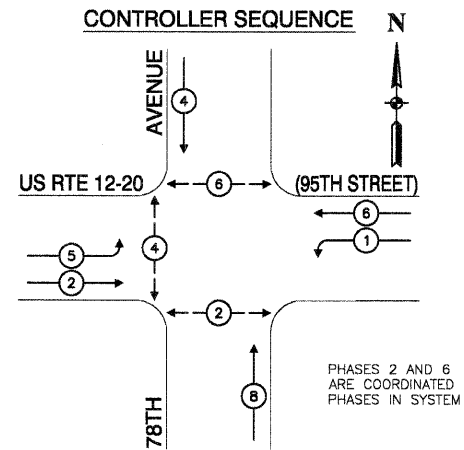 CONTROLLER SEQUENCE
N
AVENUE
4
US RTE 12-20
6
(95TH STREET)
6
5
4
1
2
2
PHASES 2 AND 6
ARE COORDINATED
PHASES IN SYSTEM
78TH
8